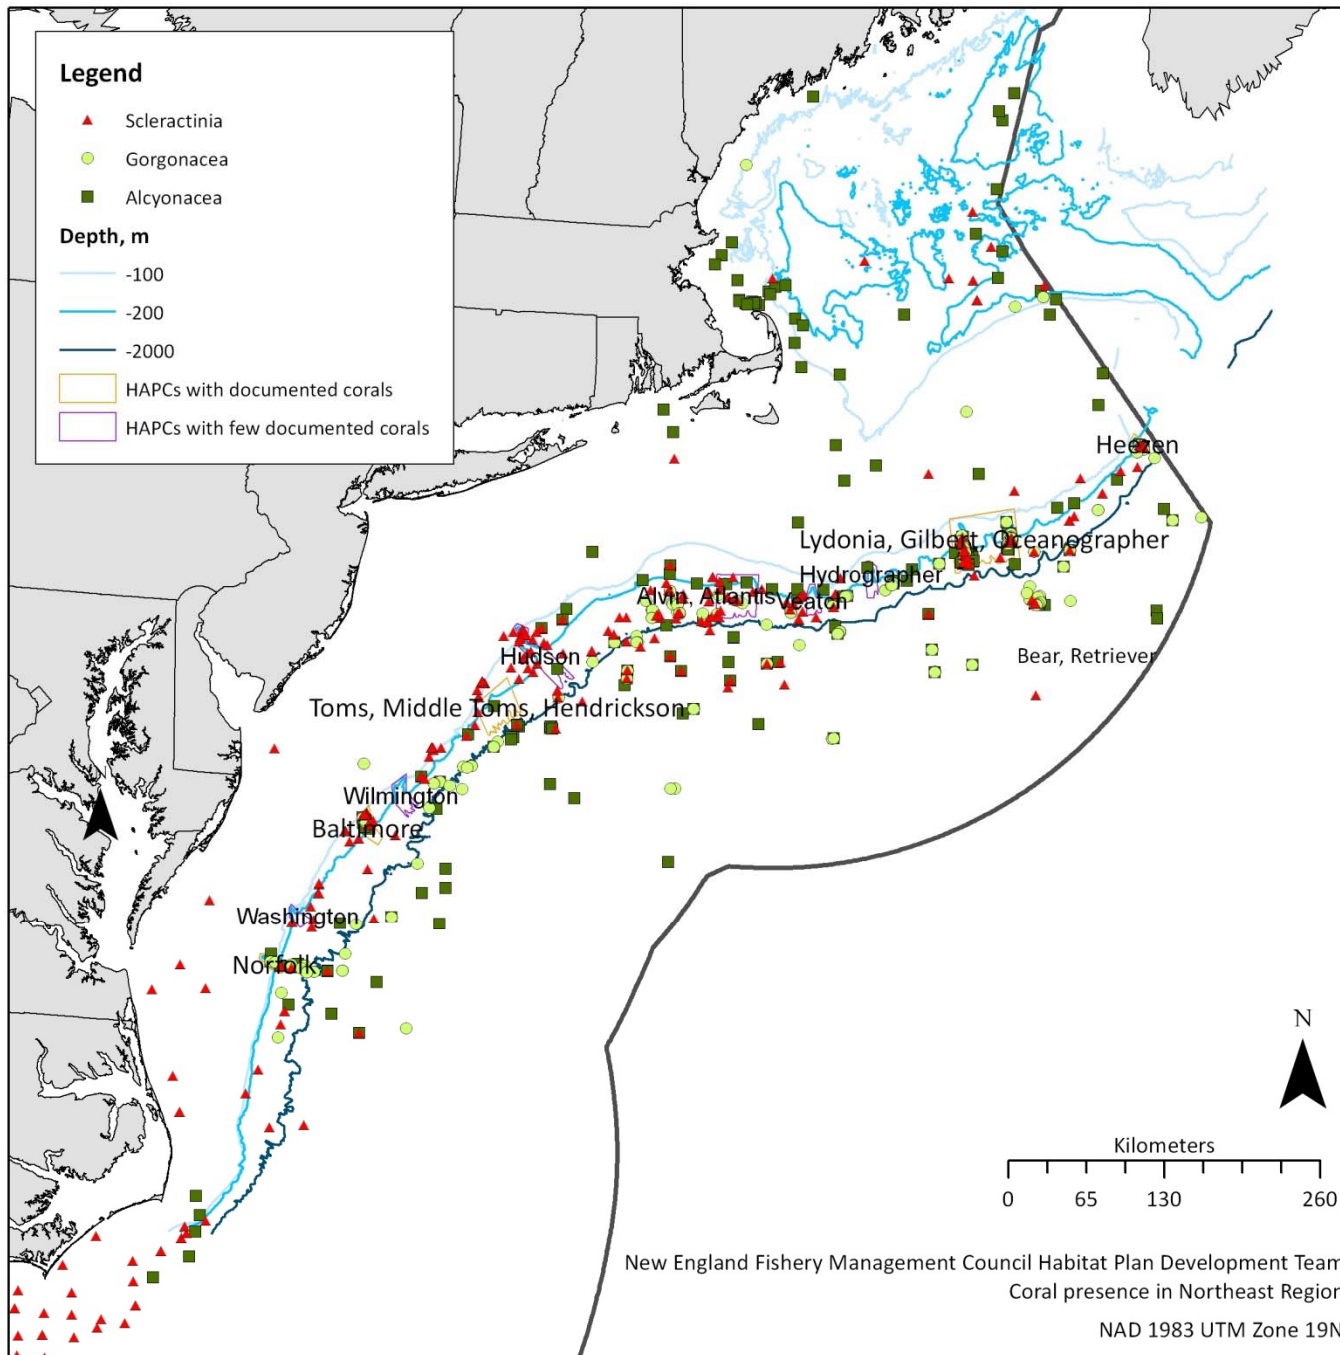 Legend
Scleractinia
Gorgonacea
Alcyonacea
Depth, m
-100
-200
-2000
HAPCs with documented corals
HAPCs with few documented corals
Heezen
Lydonia, Gilbert, Oceanographer
Hydrographer
Alvin, Atlantis
Veatch
Hudson
Bear, Retriever
Toms, Middle Toms, Hendrickson
Wilmington
Baltimore
Washington
Norfolk
N
Kilometers
0 65 130 260
New England Fishery Management Council Habitat Plan Development Team
Coral presence in Northeast Region
NAD 1983 UTM Zone 19N